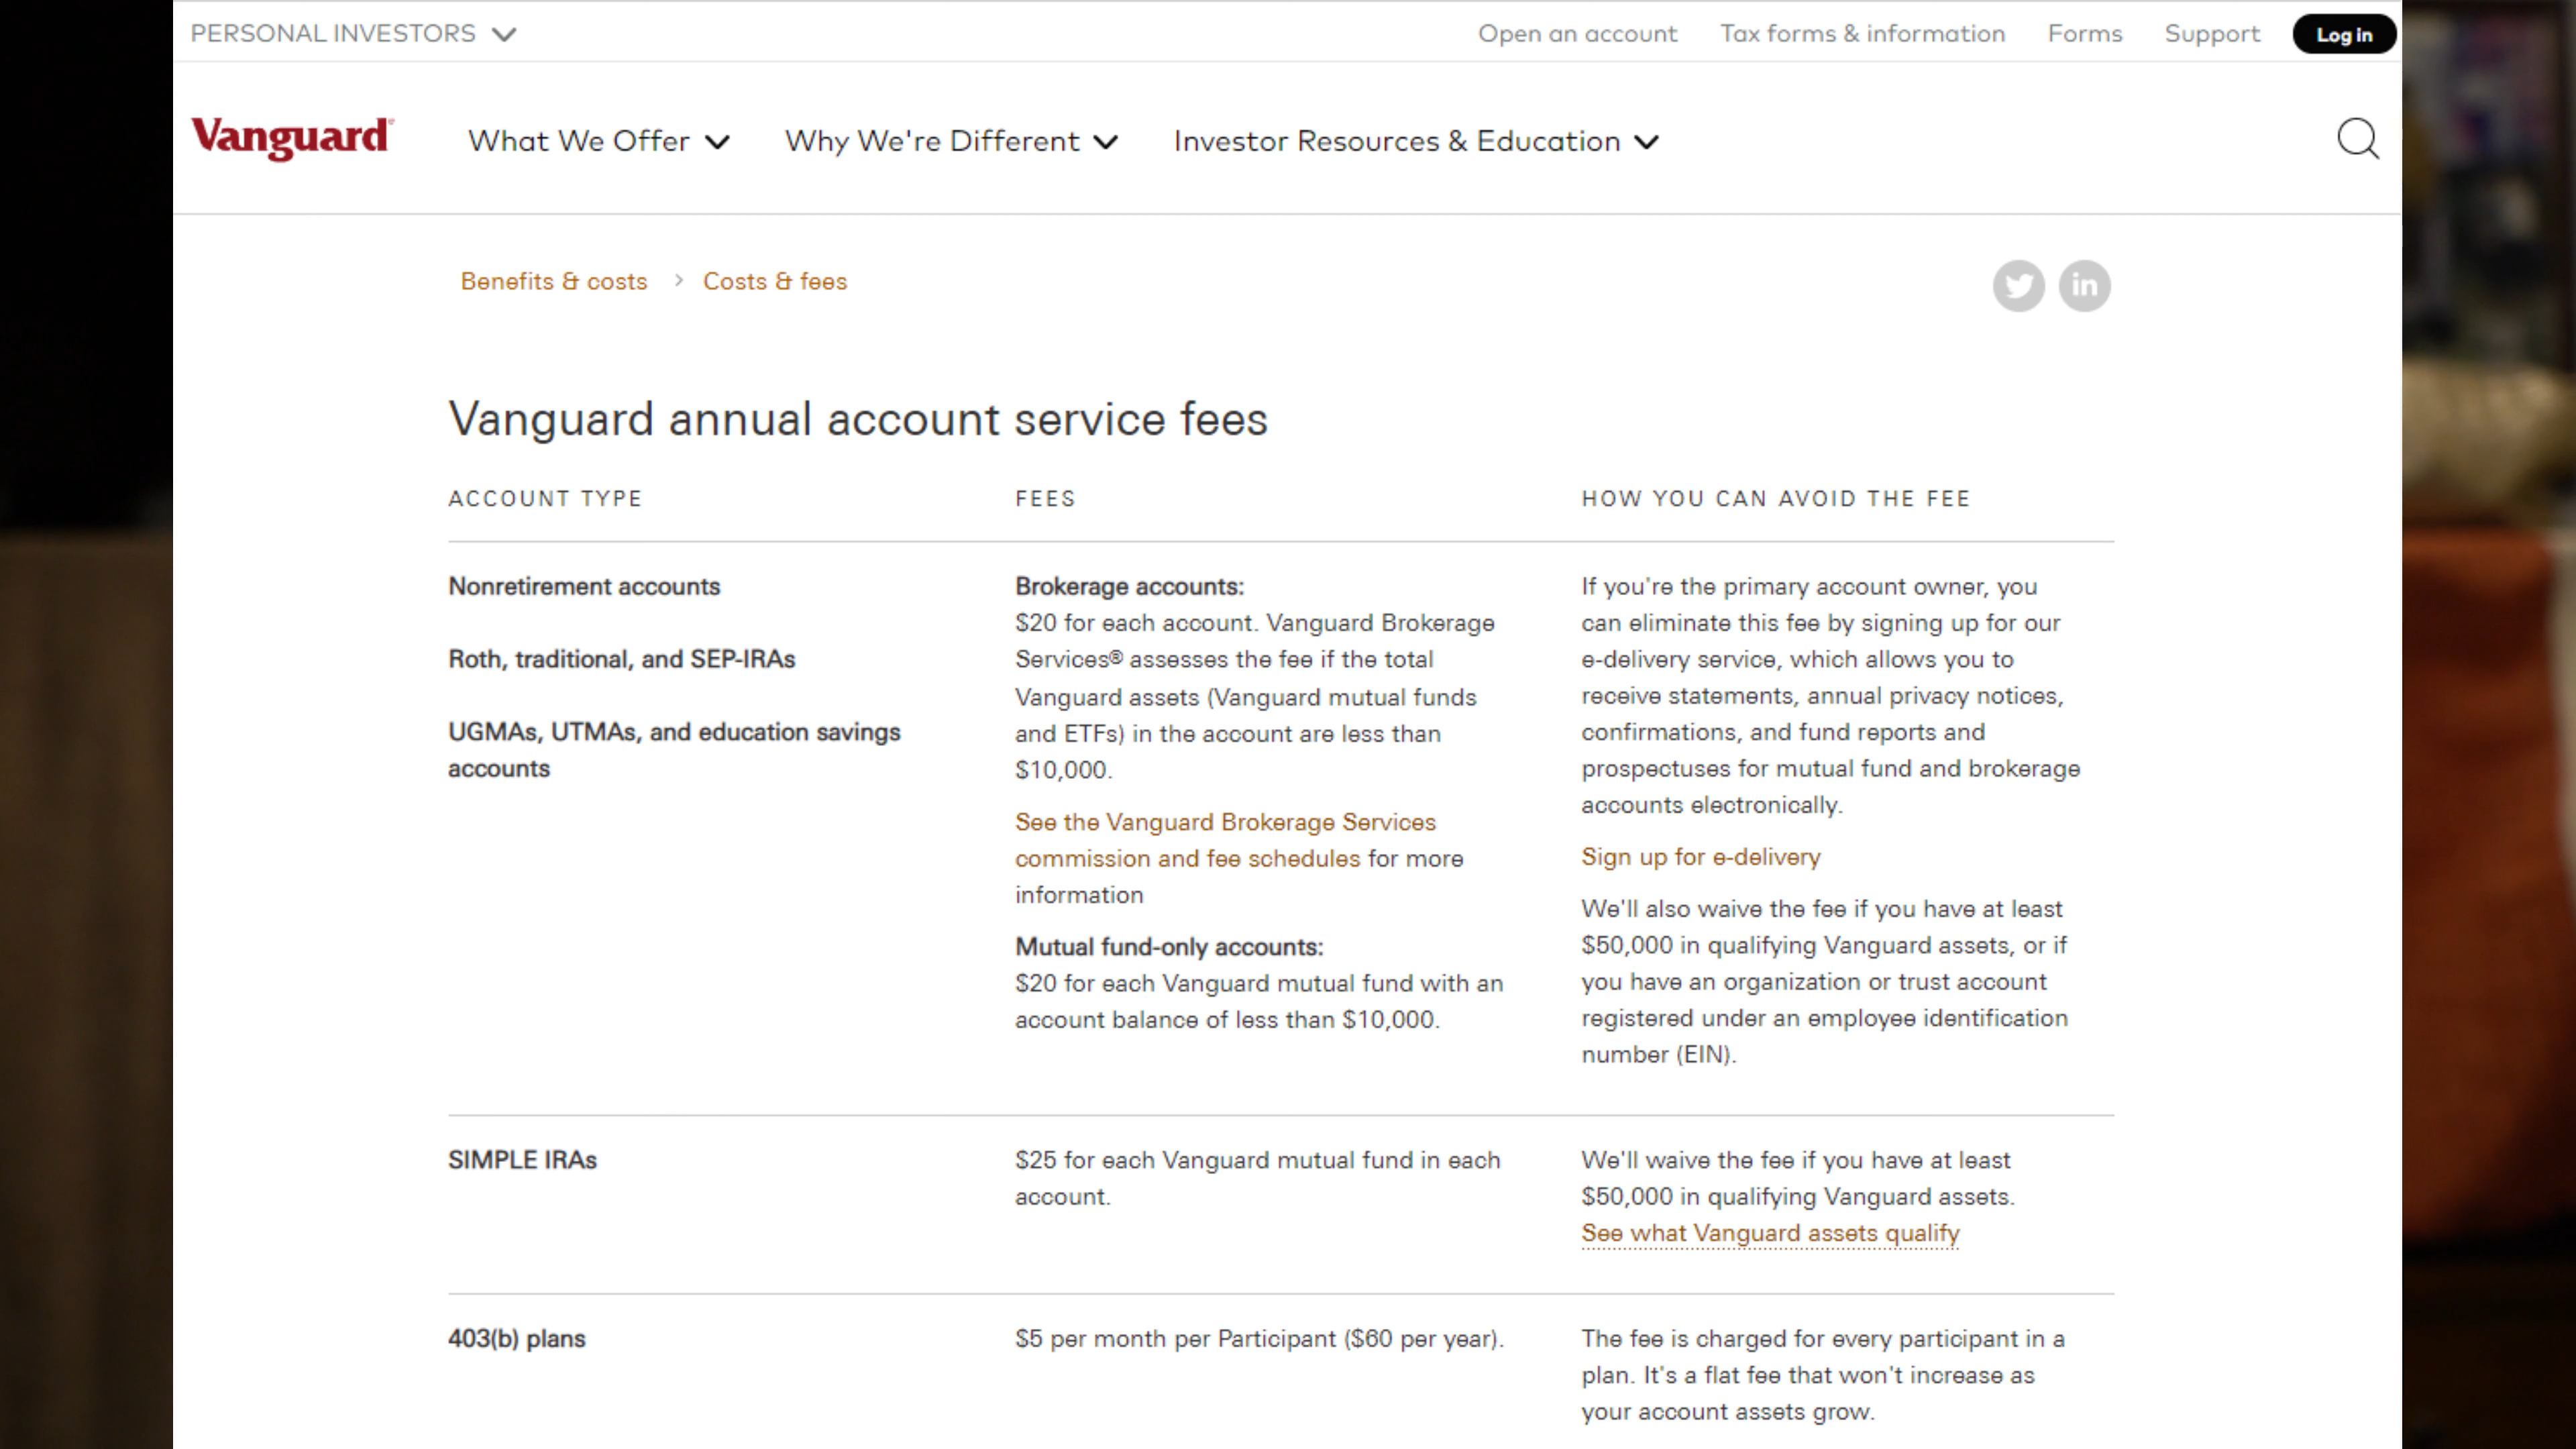 PERSONAL INVESTORS
Open an account
Tax forms & information
Forms
Support
Log in
Vanguard
What We Offer
Why We're Different
Investor Resources & Education
Benefits & costs > Costs & fees
in
Vanguard annual account service fees
ACCOUNT TYPE
FEES
HOW YOU CAN AVOID THE FEE
Nonretirement accounts
Roth, traditional, and SEP-IRAs
UGMAs, UTMAs, and education savings
accounts
Brokerage accounts:
$20 for each account. Vanguard Brokerage
Services® assesses the fee if the total
Vanguard assets (Vanguard mutual funds
and ETFs) in the account are less than
$10,000.
See the Vanguard Brokerage Services
commission and fee schedules for more
information
Mutual fund-only accounts:
$20 for each Vanguard mutual fund with an
account balance of less than $10,000.
If you're the primary account owner, you
can eliminate this fee by signing up for our
e-delivery service, which allows you to
receive statements, annual privacy notices,
confirmations, and fund reports and
prospectuses for mutual fund and brokerage
accounts electronically.
Sign up for e-delivery
We'll also waive the fee if you have at least
$50,000 in qualifying Vanguard assets, or if
you have an organization or trust account
registered under an employee identification
number (EIN).
SIMPLE IRAs
$25 for each Vanguard mutual fund in each
account.
We'll waive the fee if you have at least
$50,000 in qualifying Vanguard assets.
See what Vanguard assets qualify
403(b) plans
$5 per month per Participant ($60 per year).
The fee is charged for every participant in a
plan. It's a flat fee that won't increase as
your account assets grow.